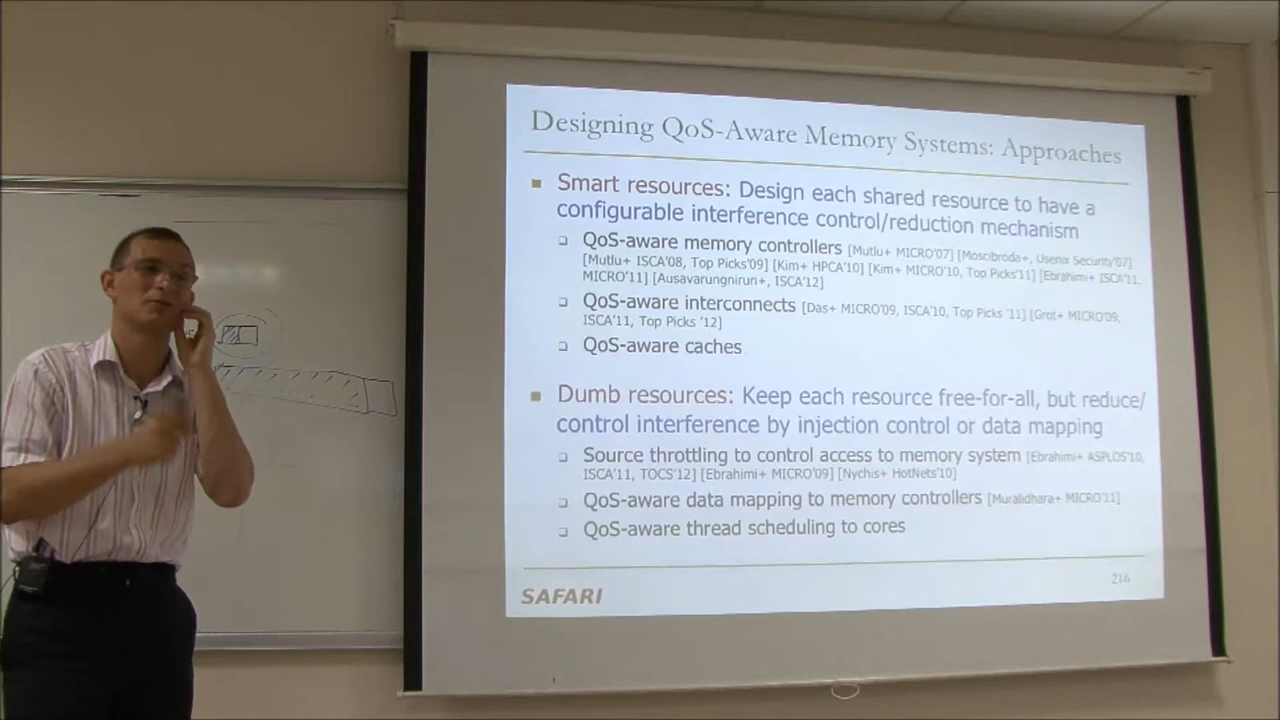 Designing QoS-Aware Memory Systems: Approaches
Smart resources: Design each shared resource to have a
configurable interference control/reduction mechanism
QoS-aware memory controllers [Mutlu+ MICRO'07] [Moscibroda+, Usenix Security'07]
[Mutlu+ ISCA'08, Top Picks'09] [Kim+ HPCA'10] [Kim+ MICRO'10, Top Picks'11] [Ebrahimi+ ISCA'11,
MICRO'11] [Ausavarungnirun+, ISCA'12]
QoS-aware interconnects [Das+ MICRO'09, ISCA'10, Top Picks '11] [Grot+ MICRO'09,
ISCA'11, Top Picks '12]
QoS-aware caches
Dumb resources: Keep each resource free-for-all, but reduce/
control interference by injection control or data mapping
Source throttling to control access to memory system [Ebrahimi+ ASPLOS'10,
ISCA'11, TOCS'12] [Ebrahimi+ MICRO'09] [Nychis+ HotNets'10]
QoS-aware data mapping to memory controllers [Muralidhara+ MICRO'11]
QoS-aware thread scheduling to cores
SAFARI
216